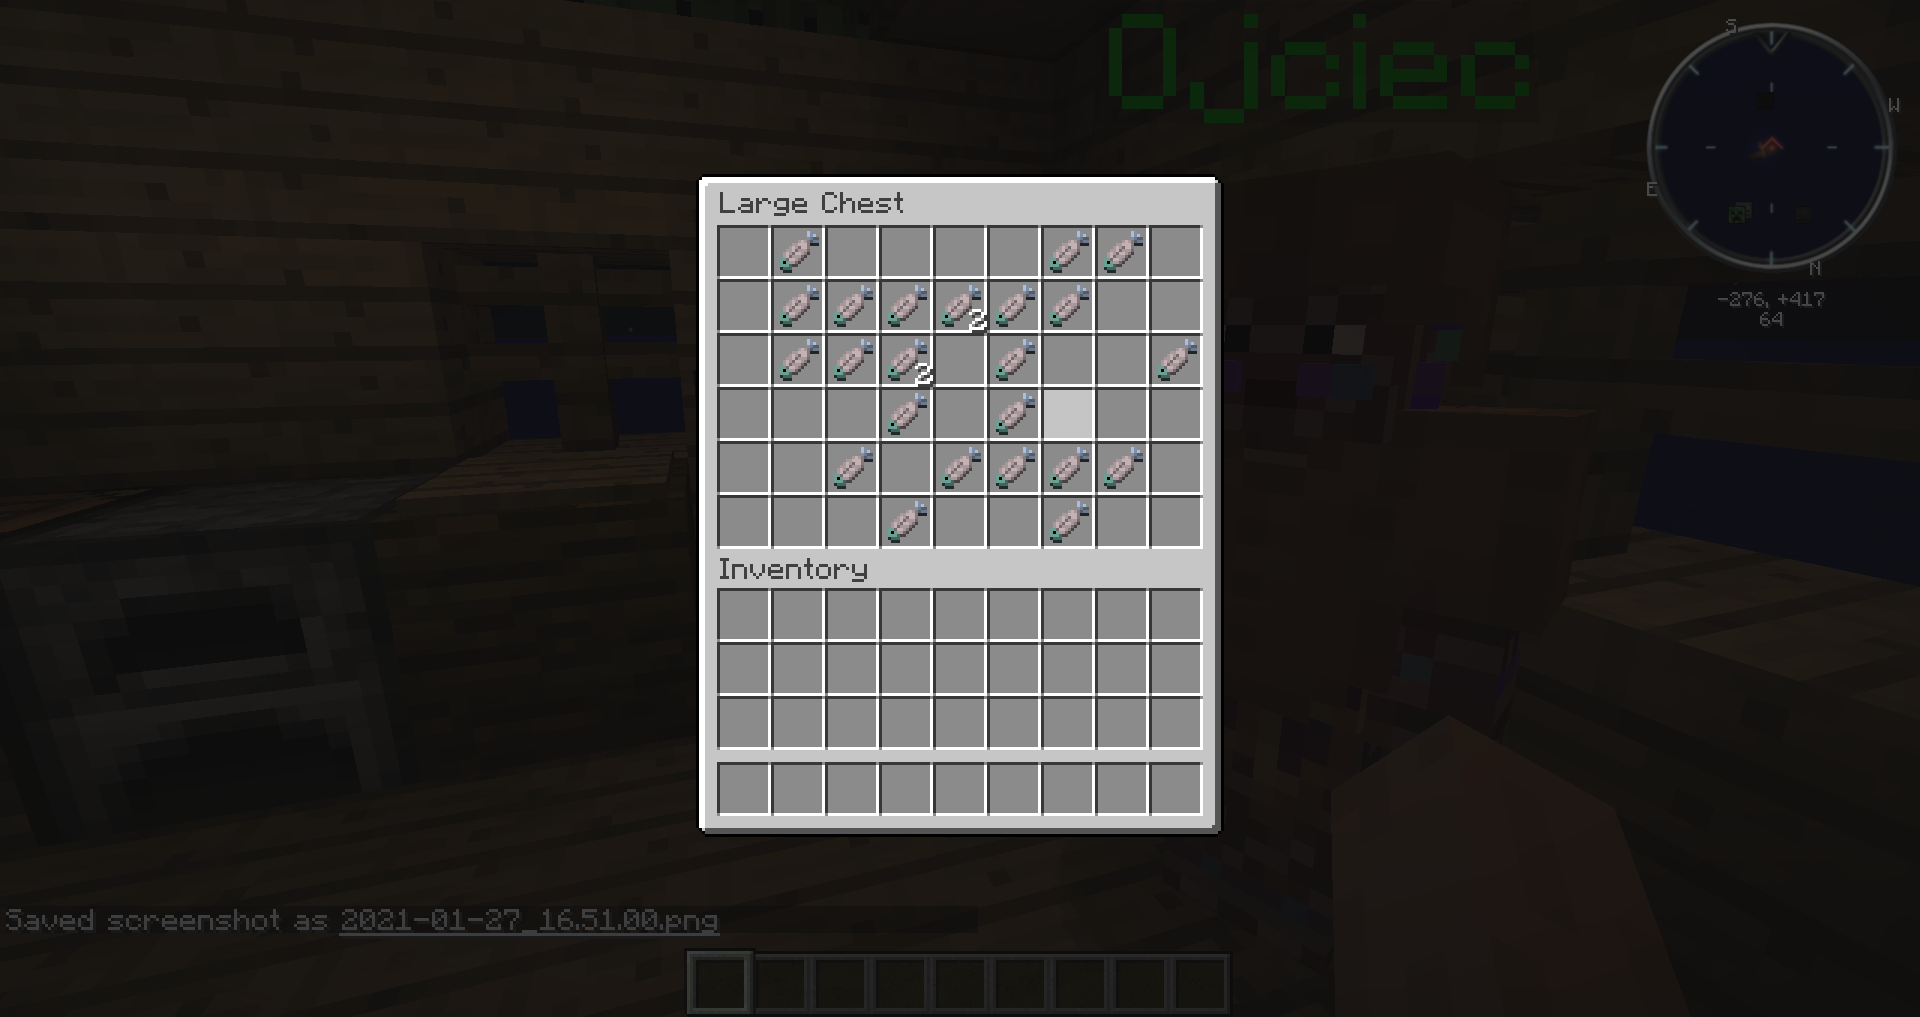 Ojciec
S
W
E
N
-276, +417
64
Large Chest
2
2
Inventory
Saved screenshot as 2021-01-27_16.51.00.png